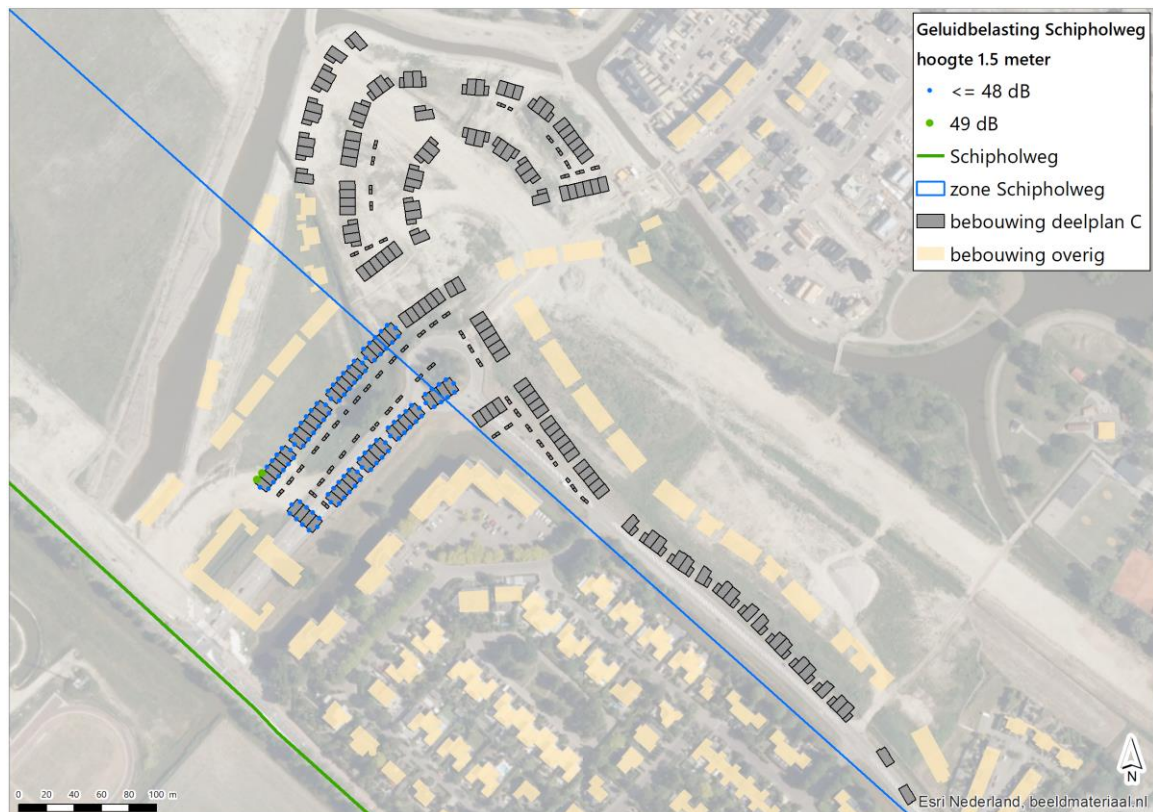 Geluidbelasting Schipholweg
hoogte 1.5 meter
<= 48 dB
49 dB
Schipholweg
zone Schipholweg
bebouwing deelplan C
bebouwing overig
N
0 20 40 60 80 100 m
Esri Nederland, beeldmateriaal.nl